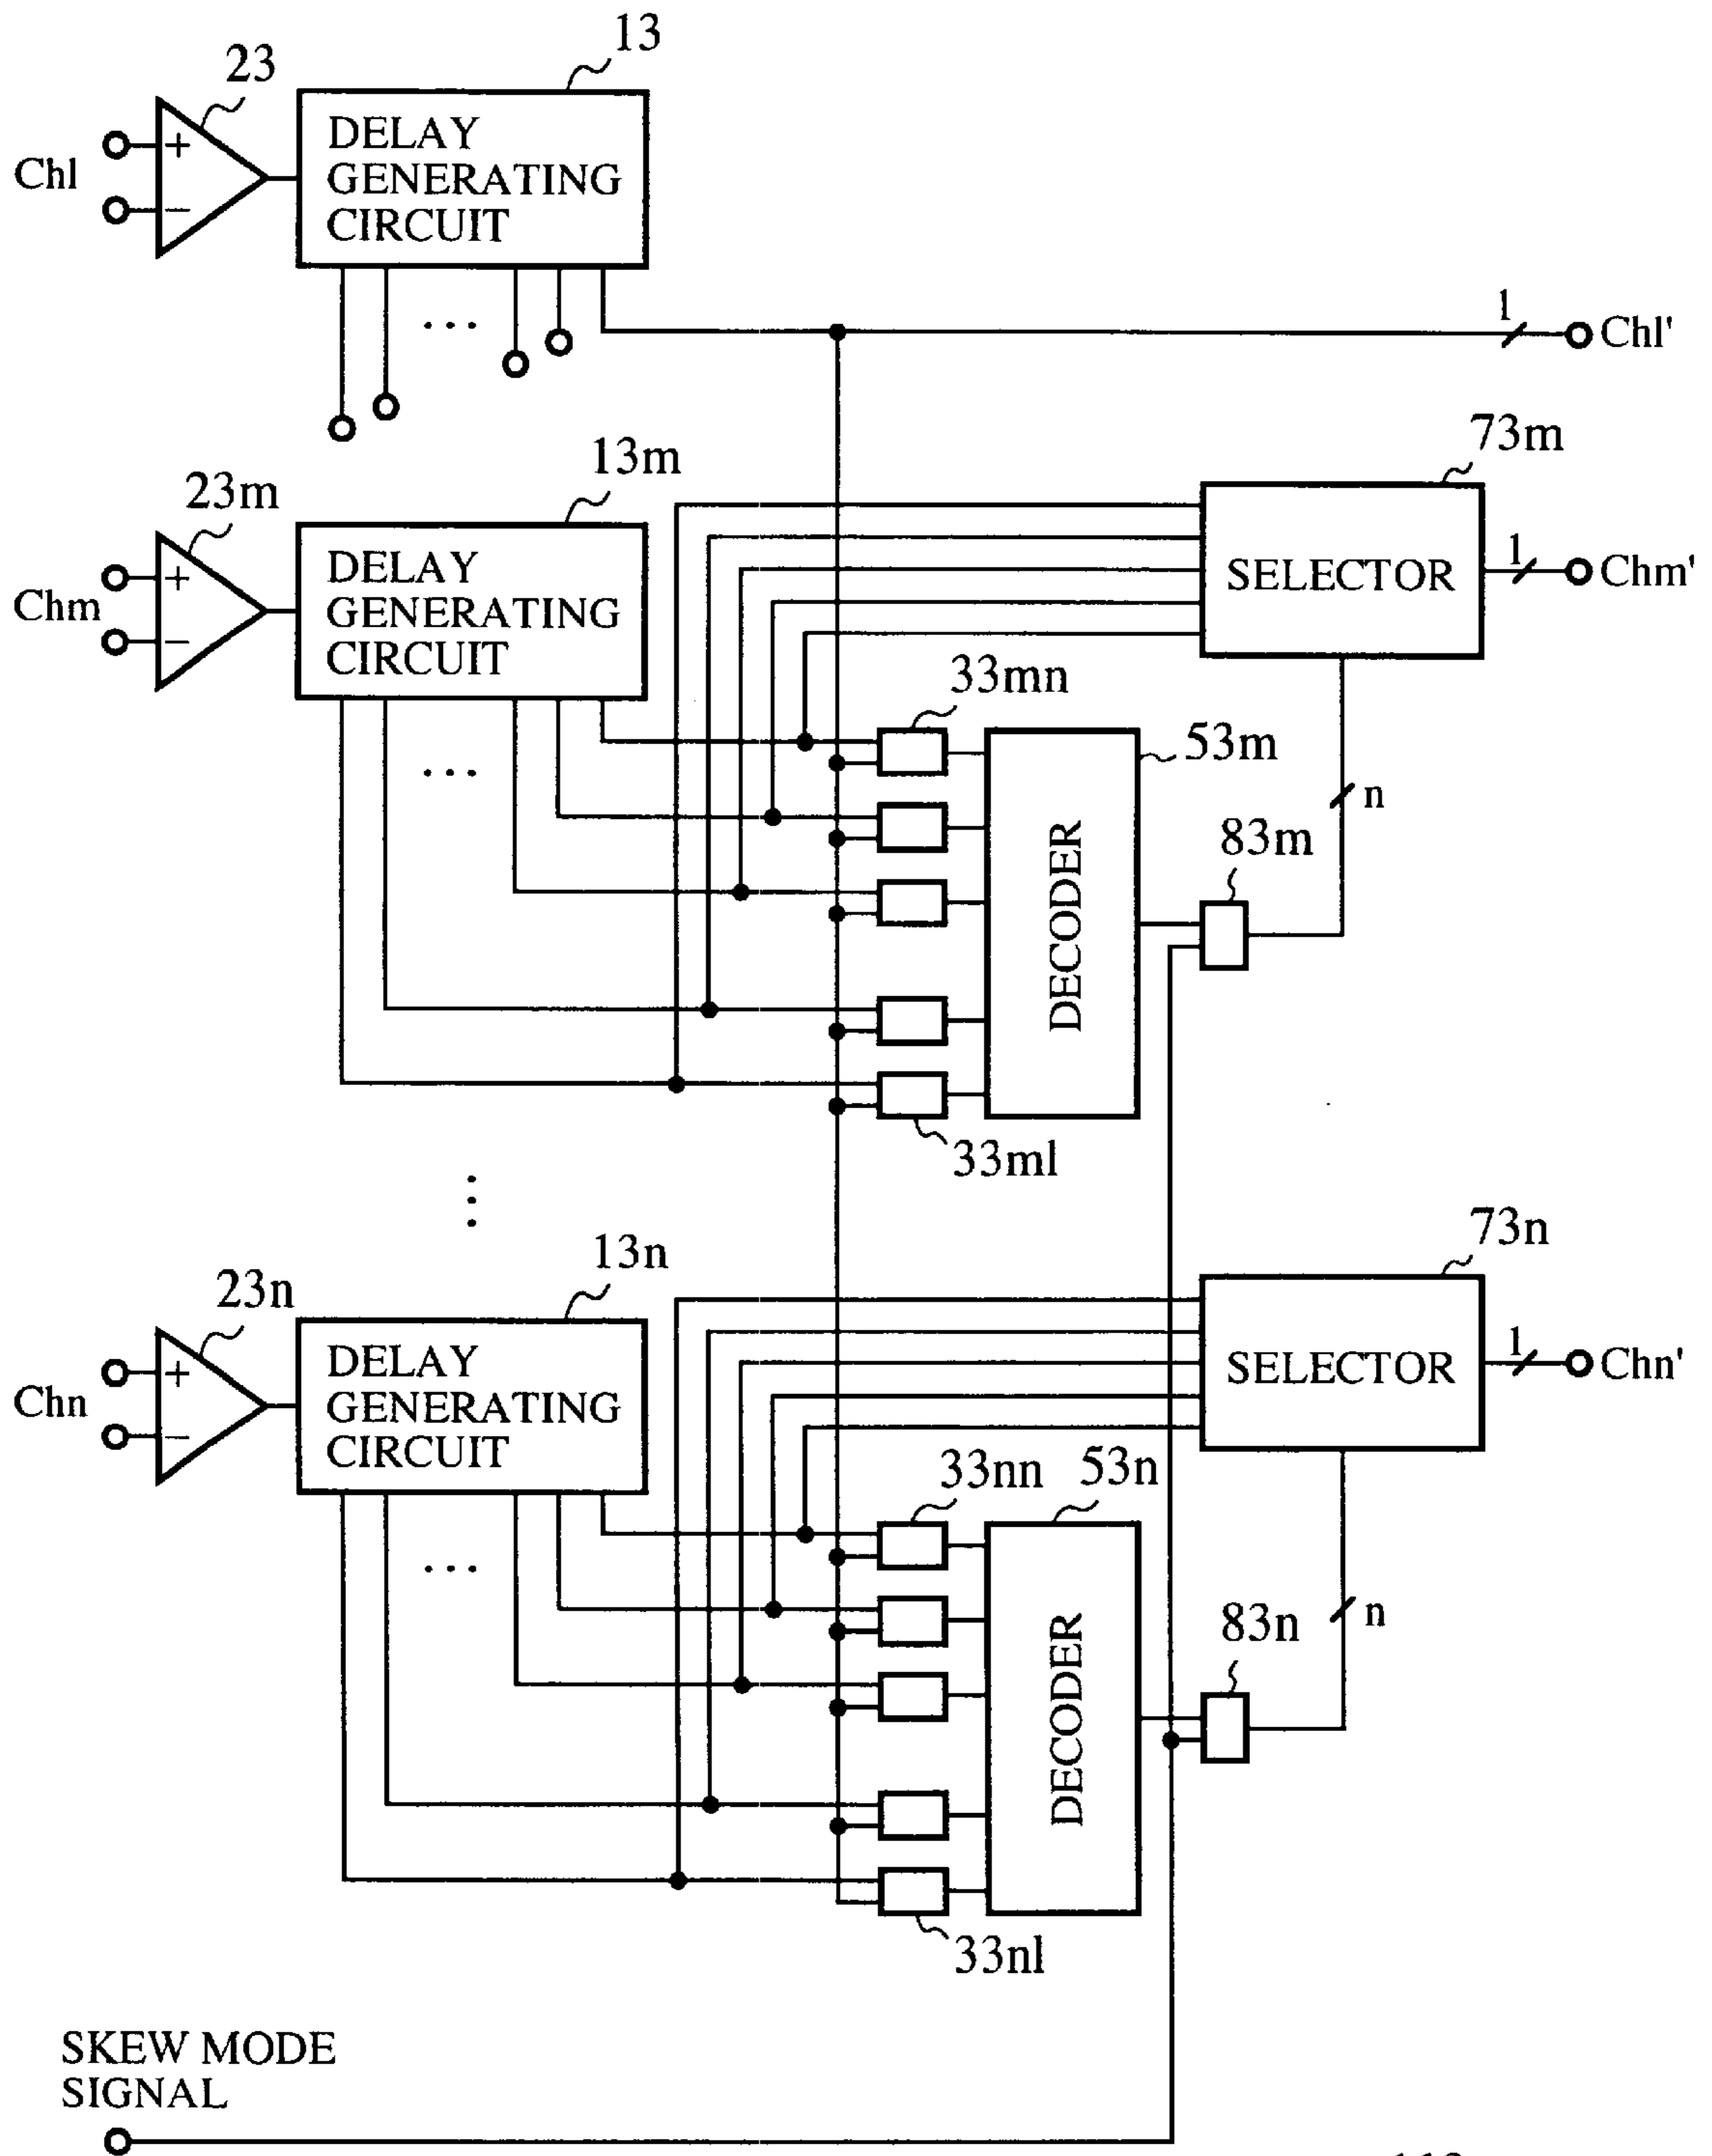 13
23
DELAY
GENERATING
CIRCUIT
+
Chl
−
...
1
Chl'
73m
13m
23m
DELAY
GENERATING
CIRCUIT
+
Chm
−
SELECTOR
1
Chm'
33mn
53m
...
n
83m
DECODER
33ml
73n
13n
23n
DELAY
GENERATING
CIRCUIT
+
Chn
−
SELECTOR
1
Chn'
33nn
53n
...
n
83n
DECODER
33nl
SKEW MODE
SIGNAL